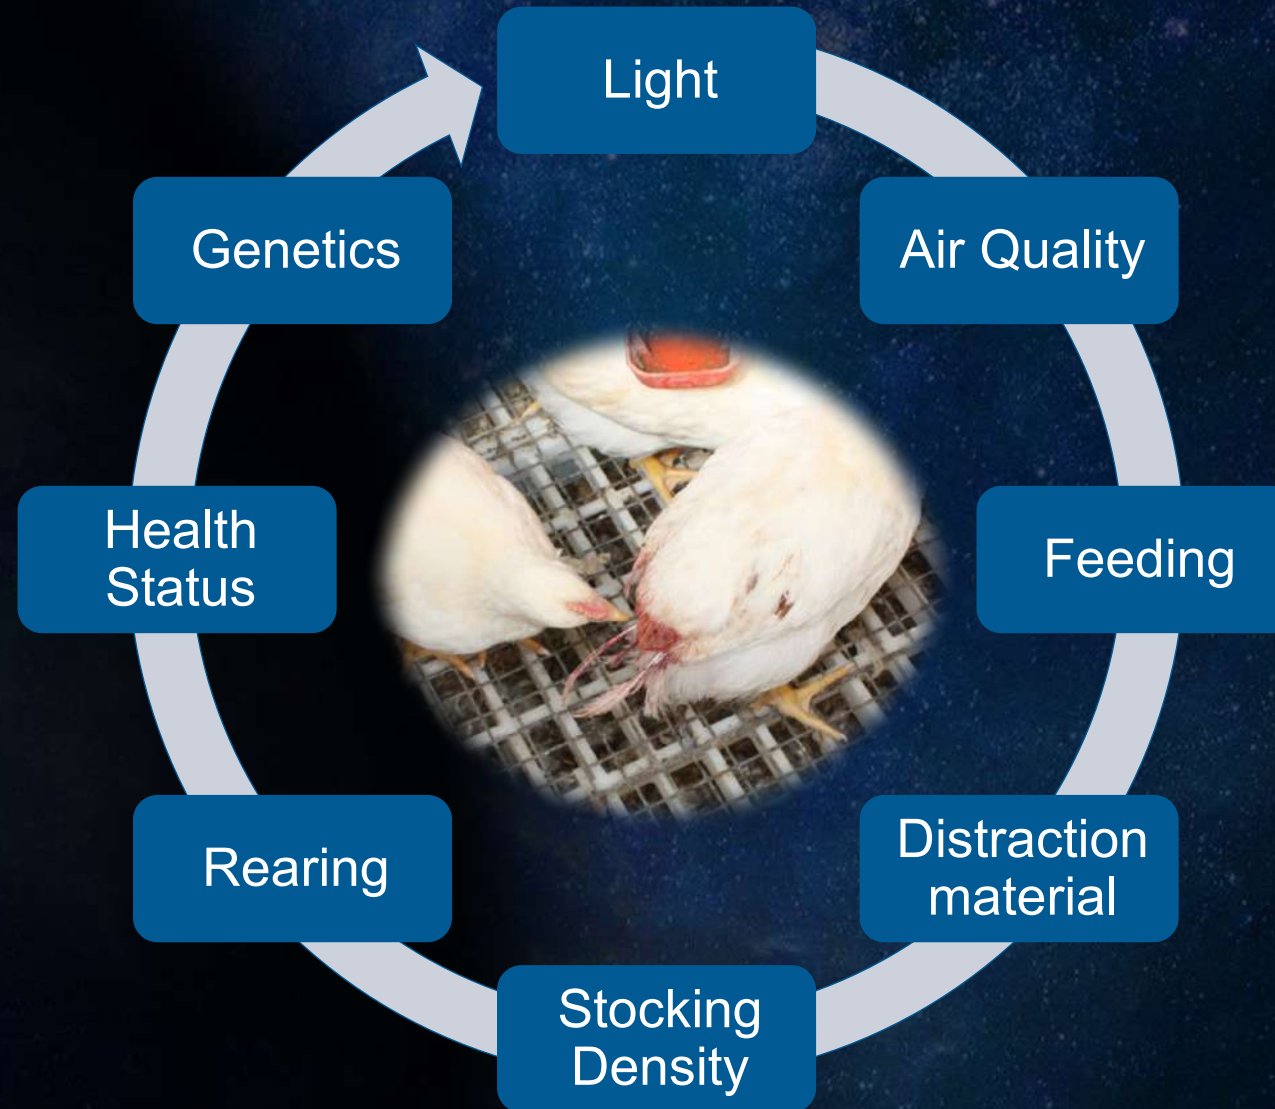 Light
Air Quality
Feeding
Distraction
material
Stocking
Density
Rearing
Health
Status
Genetics